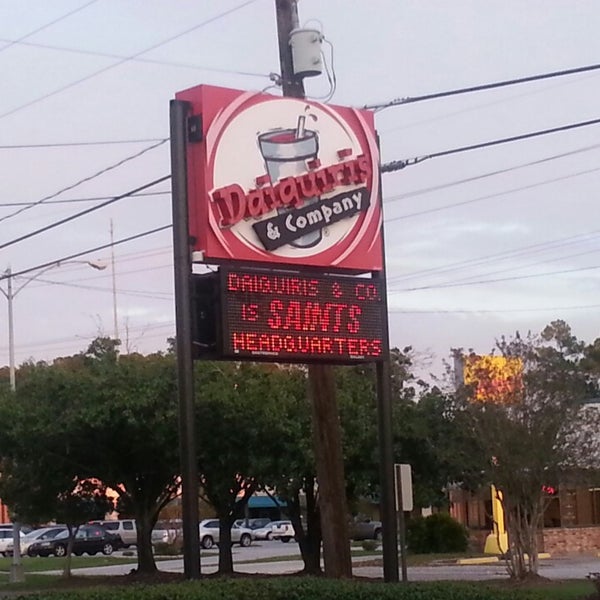 Daiquiris
& Company
DAIQUIRIS & CO.
IS SAINTS
HEADQUARTERS